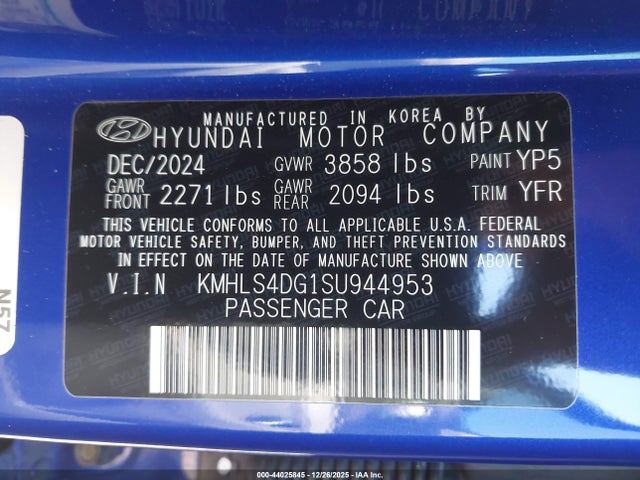 MANUFACTURED IN KOREA BY
HYUNDAI MOTOR COMPANY
DEC/2024 GVWR 3858 lbs PAINT YP5
GAWR FRONT 2271 lbs GAWR REAR 2094 lbs TRIM YFR
THIS VEHICLE CONFORMS TO ALL APPLICABLE U.S.A. FEDERAL
MOTOR VEHICLE SAFETY, BUMPER, AND THEFT PREVENTION STANDARDS
IN EFFECT ON THE DATE OF MANUFACTURE SHOWN ABOVE.
V.I.N KMHLS4DG1SU944953
PASSENGER CAR
N57
000-44025845 - 12/26/2025 - IAA Inc.